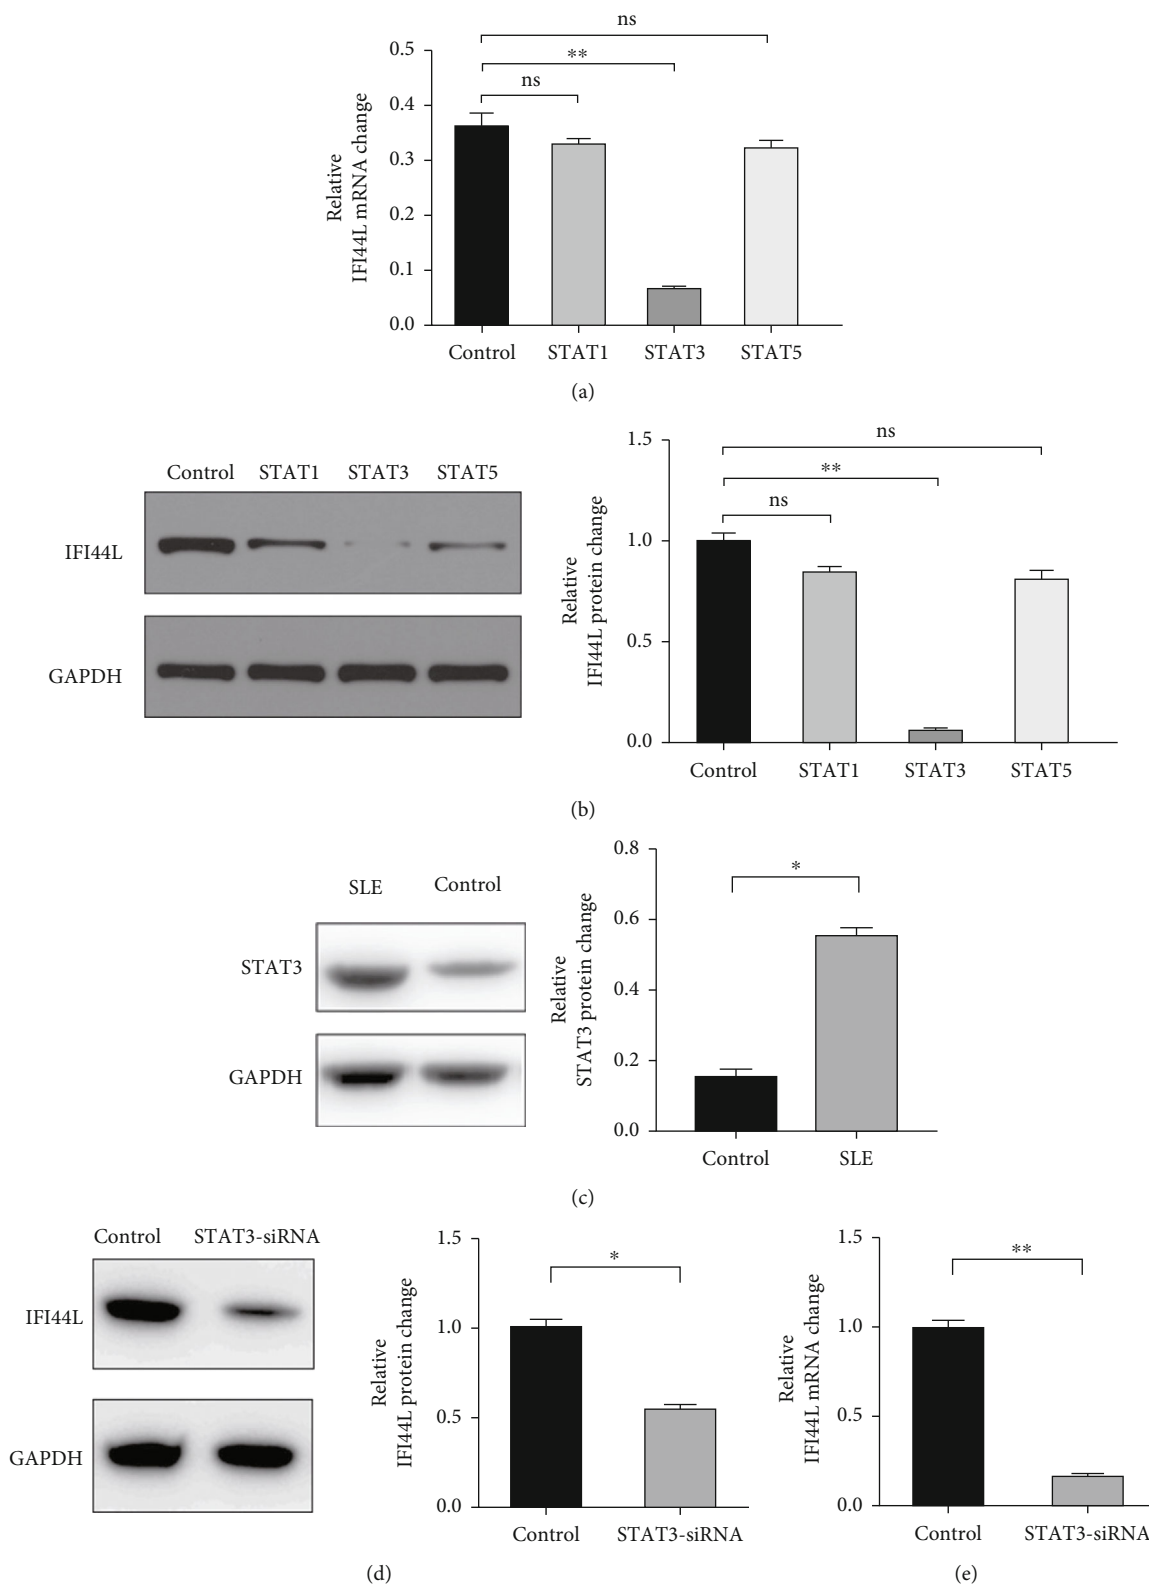 ns
**
ns
0.5
0.4
0.3
0.2
0.1
0.0
Relative
IFI44L mRNA change
Control STAT1 STAT3 STAT5
(a)
Control STAT1 STAT3 STAT5
IFI44L
GAPDH
ns
**
ns
1.5
1.0
0.5
0.0
Relative
IFI44L protein change
Control STAT1 STAT3 STAT5
(b)
SLE Control
STAT3
GAPDH
*
0.8
0.6
0.4
0.2
0.0
Relative
STAT3 protein change
Control SLE
(c)
Control STAT3-siRNA
IFI44L
GAPDH
*
1.5
1.0
0.5
0.0
Relative
IFI44L protein change
Control STAT3-siRNA
(d)
**
1.5
1.0
0.5
0.0
Relative
IFI44L mRNA change
Control STAT3-siRNA
(e)